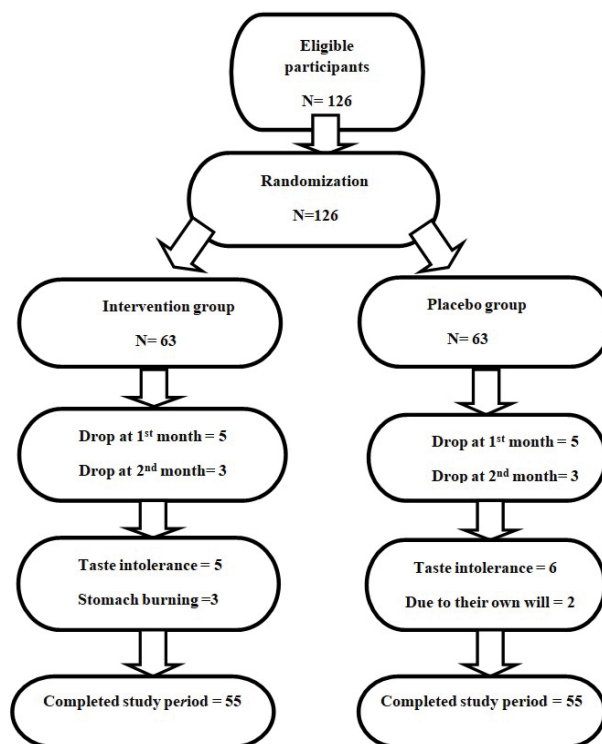 Eligible
participants
N= 126
Randomization
N=126
Intervention group
N= 63
Placebo group
N= 63
Drop at 1st month = 5
Drop at 2nd month= 3
Drop at 1st month = 5
Drop at 2nd month= 3
Taste intolerance = 5
Stomach burning =3
Taste intolerance = 6
Due to their own will = 2
Completed study period = 55
Completed study period = 55